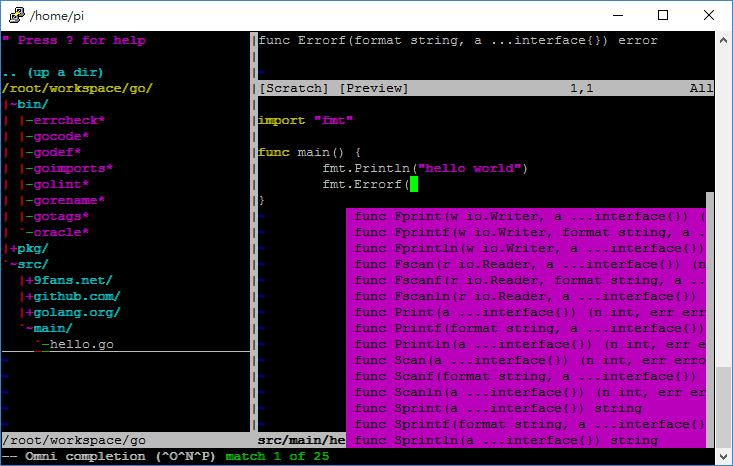 /home/pi
" Press ? for help
.. (up a dir)
/root/workspace/go/
|~bin/
| |-errcheck*
| |-gocode*
| |-godef*
| |-goimports*
| |-golint*
| |-gorename*
| |-gotags*
| `-oracle*
|+pkg/
`~src/
|+9fans.net/
|+github.com/
|+golang.org/
`~main/
`-hello.go
~
~
~
~
~
/root/workspace/go
func Errorf(format string, a ...interface{}) error
~
[Scratch] [Preview] 1,1 All
import "fmt"
func main() {
fmt.Println("hello world")
fmt.Errorf(
}
func Fprint(w io.Writer, a ...interface{}) (
func Fprintf(w io.Writer, format string, a .
func Fprintln(w io.Writer, a ...interface{})
func Fscan(r io.Reader, a ...interface{}) (n
func Fscanf(r io.Reader, format string, a ..
func Fscanln(r io.Reader, a ...interface{})
func Print(a ...interface{}) (n int, err err
func Printf(format string, a ...interface{})
func Println(a ...interface{}) (n int, err e
func Scan(a ...interface{}) (n int, err erro
func Scanf(format string, a ...interface{})
func Scanln(a ...interface{}) (n int, err er
func Sprint(a ...interface{}) string
func Sprintf(format string, a ...interface{}
func Sprintln(a ...interface{}) string
src/main/he
-- Omni completion (^O^N^P) match 1 of 25